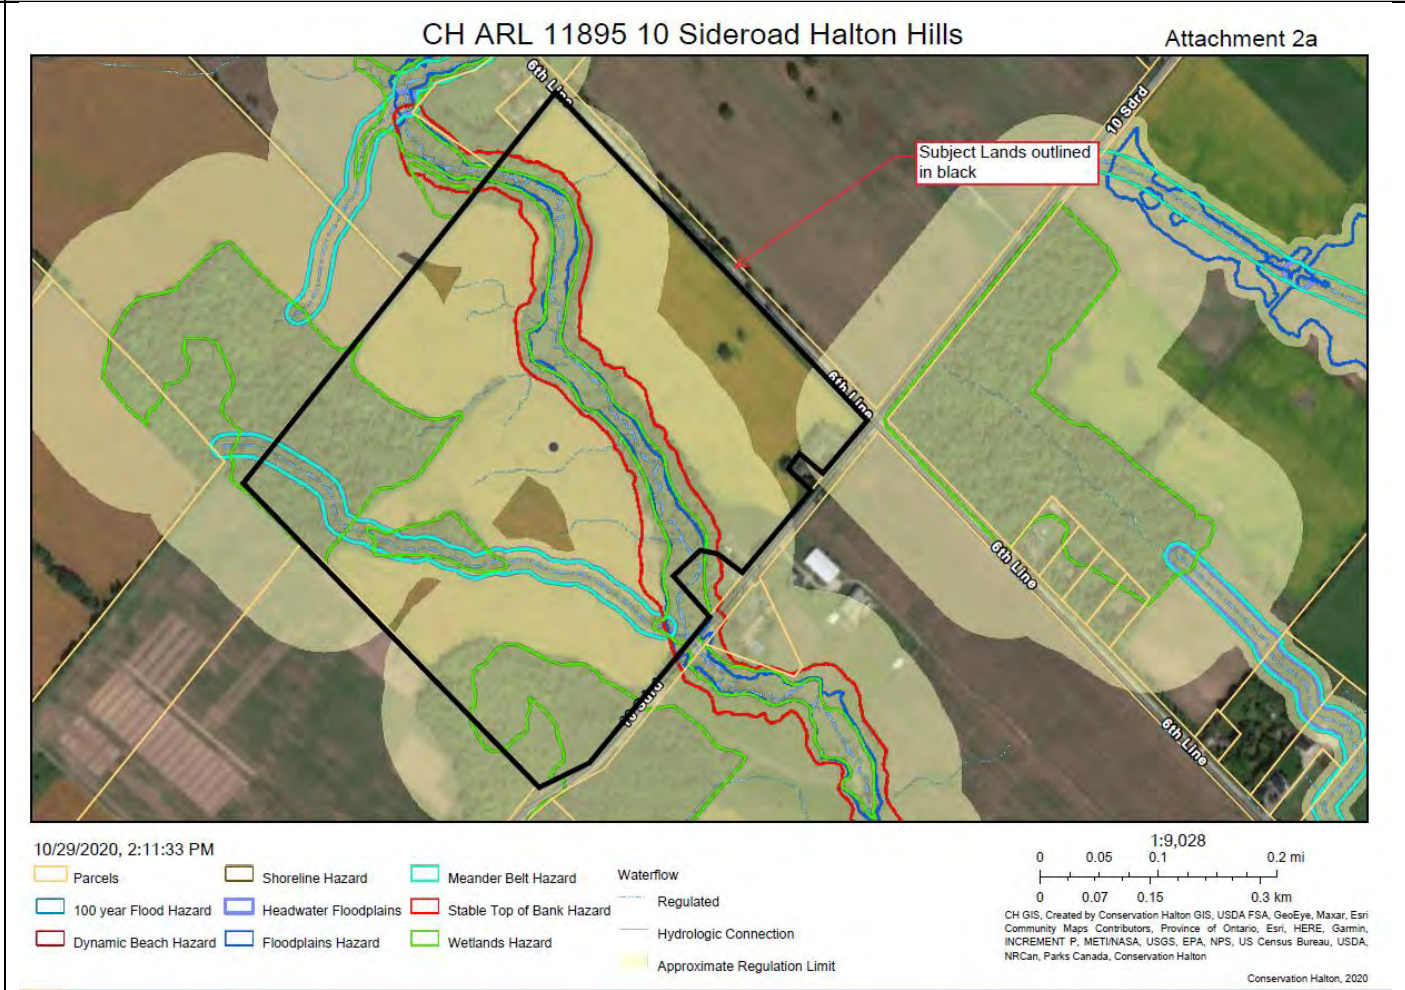 CH ARL 11895 10 Sideroad Halton Hills
Attachment 2a
6th Line
10 Sdrd
Subject Lands outlined
in black
6th Line
6th Line
10 Sdrd
6th Line
10/29/2020, 2:11:33 PM
Parcels
100 year Flood Hazard
Dynamic Beach Hazard
Shoreline Hazard
Headwater Floodplains
Floodplains Hazard
Meander Belt Hazard
Stable Top of Bank Hazard
Wetlands Hazard
Waterflow
Regulated
Hydrologic Connection
Approximate Regulation Limit
1:9,028
0 0.05 0.1 0.2 mi
0 0.07 0.15 0.3 km
CH GIS, Created by Conservation Halton GIS, USDA FSA, GeoEye, Maxar, Esri
Community Maps Contributors, Province of Ontario, Esri, HERE, Garmin,
INCREMENT P, METI/NASA, USGS, EPA, NPS, US Census Bureau, USDA,
NRCan, Parks Canada, Conservation Halton
Conservation Halton, 2020